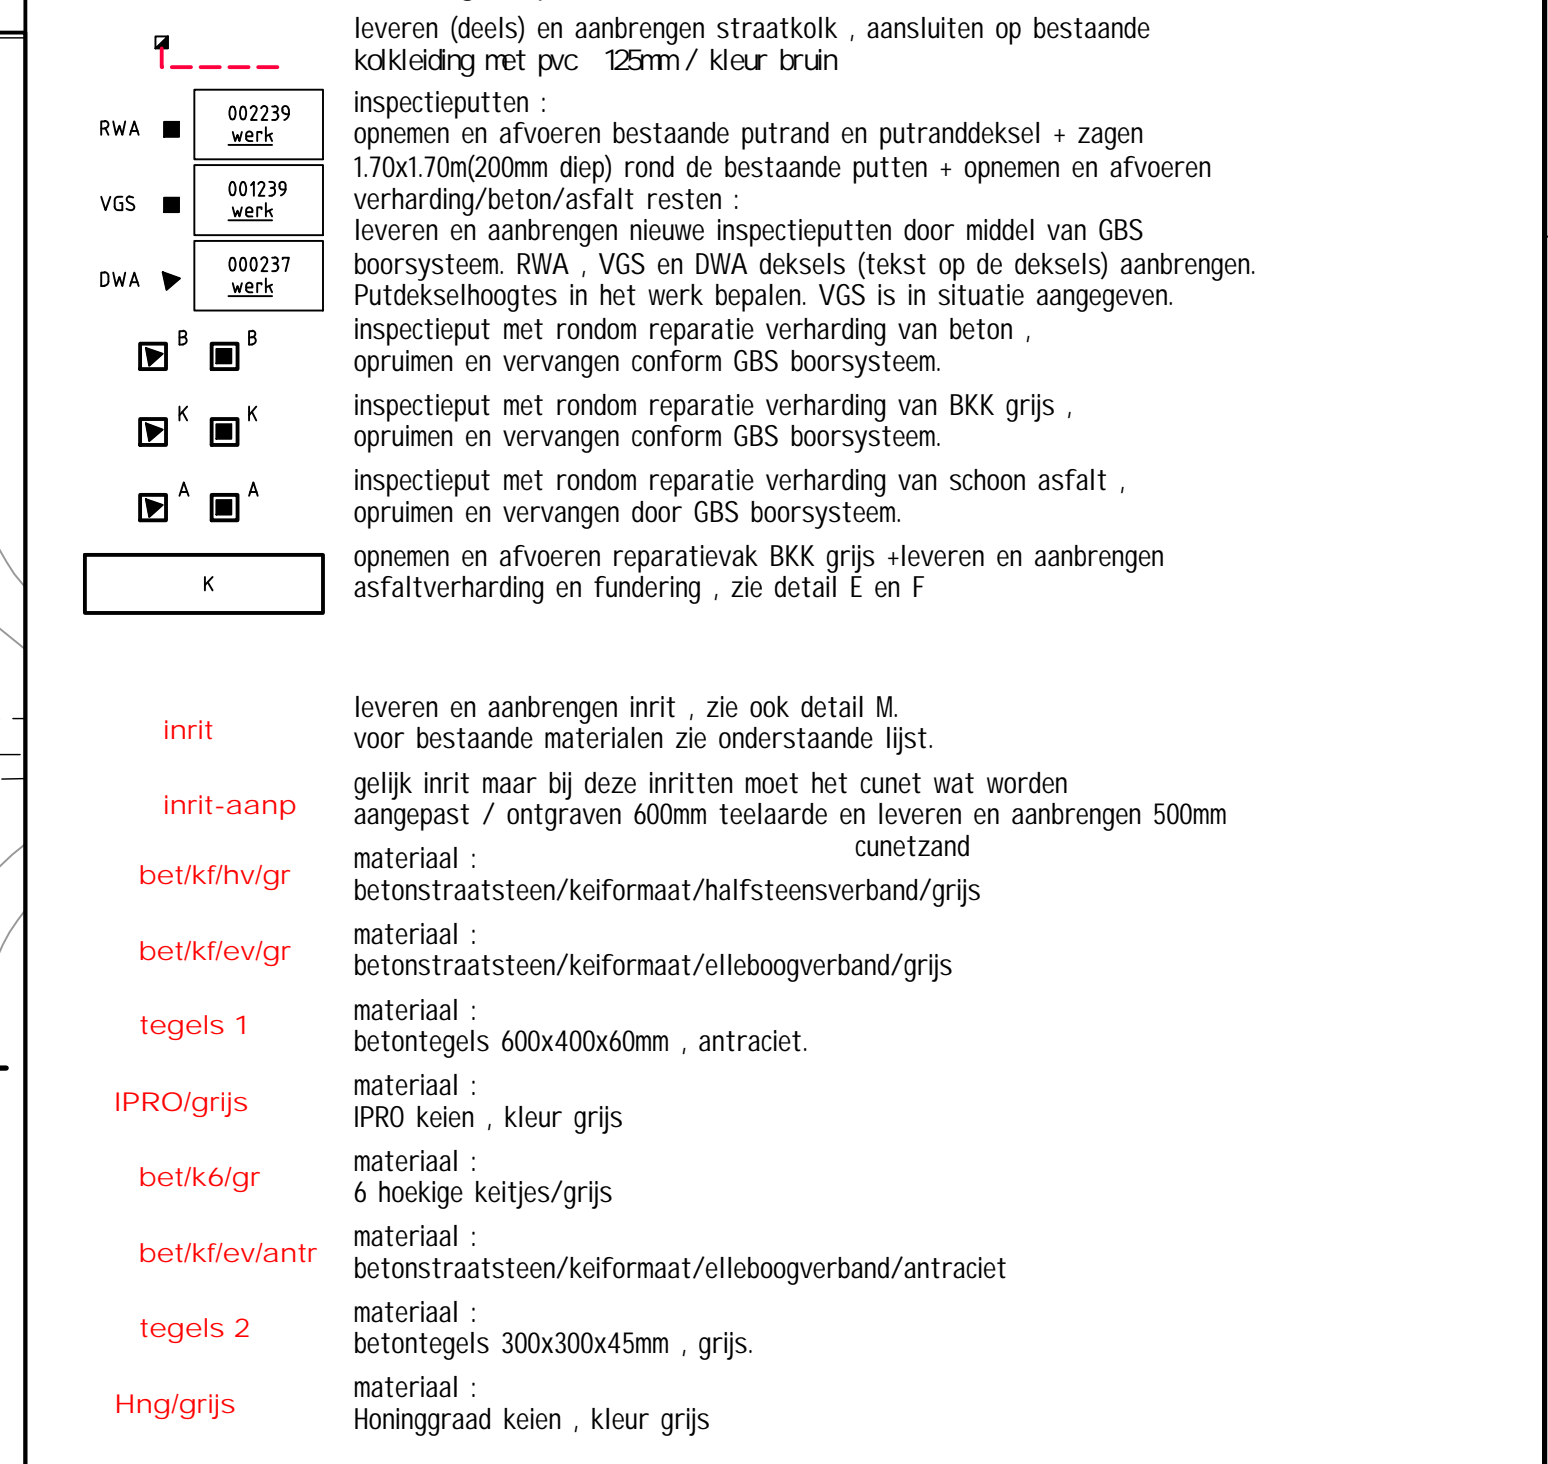 leveren (deels) en aanbrengen straatkolk , aansluiten op bestaande
kolkleiding met pvc 125mm / kleur bruin
RWA
002239
werk
VGS
001239
werk
DWA
000237
werk
inspectieputten :
opnemen en afvoeren bestaande putrand en putranddeksel + zagen
1.70x1.70m(200mm diep) rond de bestaande putten + opnemen en afvoeren
verharding/beton/asfalt resten :
leveren en aanbrengen nieuwe inspectieputten door middel van GBS
boorsysteem. RWA , VGS en DWA deksels (tekst op de deksels) aanbrengen.
Putdekselhoogtes in het werk bepalen. VGS is in situatie aangegeven.
B B
inspectieput met rondom reparatie verharding van beton ,
opruimen en vervangen conform GBS boorsysteem.
K K
inspectieput met rondom reparatie verharding van BKK grijs ,
opruimen en vervangen conform GBS boorsysteem.
A A
inspectieput met rondom reparatie verharding van schoon asfalt ,
opruimen en vervangen door GBS boorsysteem.
K
opnemen en afvoeren reparatievak BKK grijs +leveren en aanbrengen
asfaltverharding en fundering , zie detail E en F
inrit
leveren en aanbrengen inrit , zie ook detail M.
voor bestaande materialen zie onderstaande lijst.
inrit-aanp
gelijk inrit maar bij deze inritten moet het cunet wat worden
aangepast / ontgraven 600mm teelaarde en leveren en aanbrengen 500mm
cunetzand
bet/kf/hv/gr
materiaal :
betonstraatsteen/keiformaat/halfsteensverband/grijs
bet/kf/ev/gr
materiaal :
betonstraatsteen/keiformaat/elleboogverband/grijs
tegels 1
materiaal :
betontegels 600x400x60mm , antraciet.
IPRO/grijs
materiaal :
IPRO keien , kleur grijs
bet/k6/gr
materiaal :
6 hoekige keitjes/grijs
bet/kf/ev/antr
materiaal :
betonstraatsteen/keiformaat/elleboogverband/antraciet
tegels 2
materiaal :
betontegels 300x300x45mm , grijs.
Hng/grijs
materiaal :
Honinggraad keien , kleur grijs